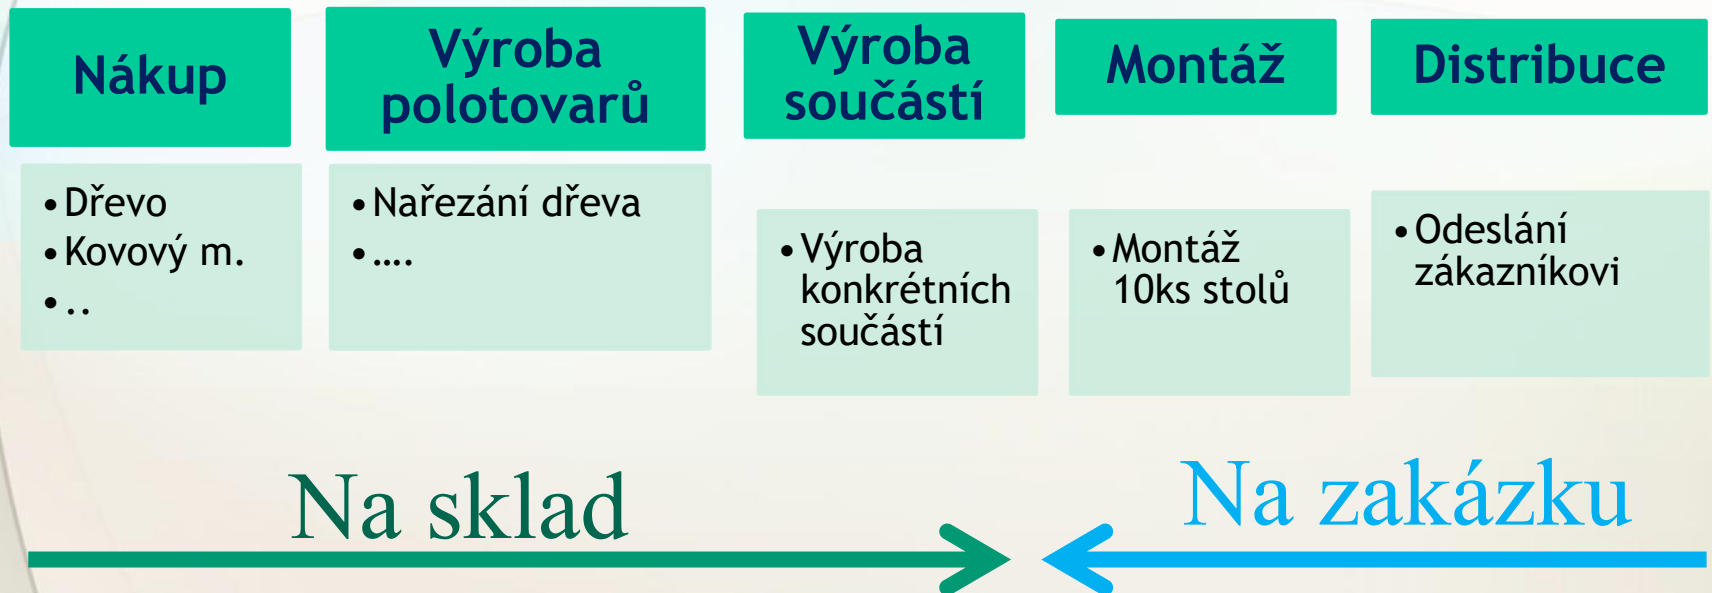 Nákup
Výroba
polotovarů
Výroba
součástí
Montáž
Distribuce
•Dřevo
•Kovový m.
•..
•Nařezání dřeva
•….
•Výroba
konkrétních
součástí
•Montáž
10ks stolů
•Odeslání
zákazníkovi
Na sklad
Na zakázku